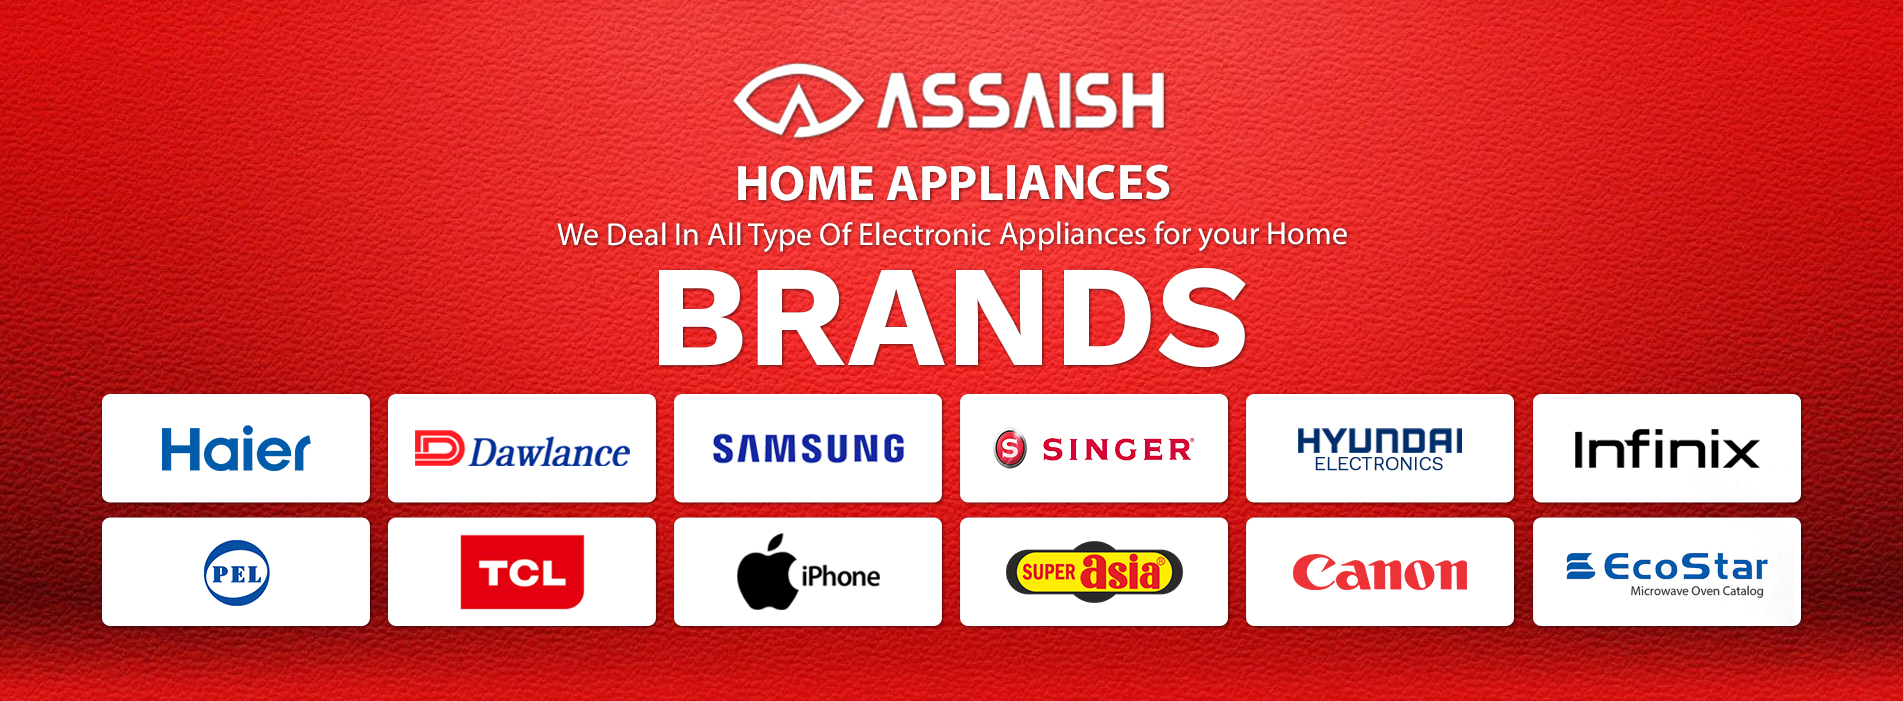 ASSAISH
HOME APPLIANCES
We Deal In All Type Of Electronic Appliances for your Home
BRANDS
Haier
Dawlance
SAMSUNG
S SINGER®
HYUNDAI
ELECTRONICS
Infinix
PEL
TCL
iPhone
SUPER asia®
Canon
EcoStar
Microwave Oven Catalog